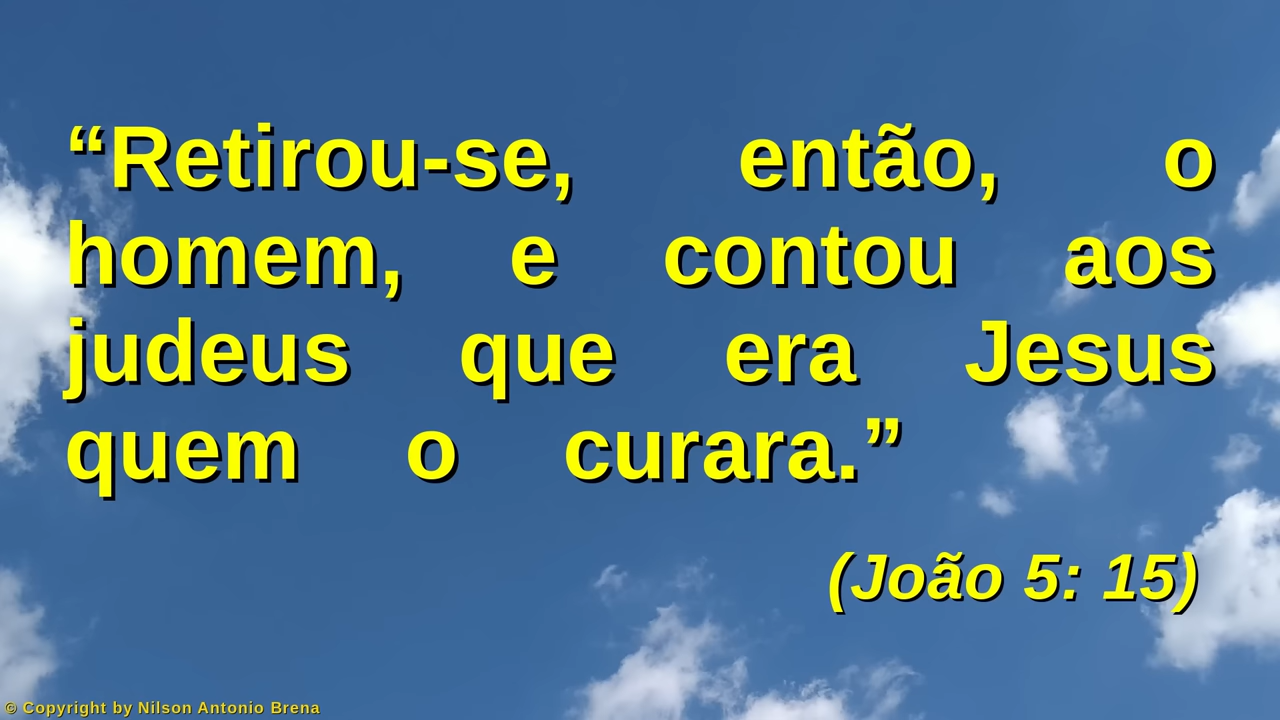 “Retirou-se, então, o
homem, e contou aos
judeus que era Jesus
quem o curara.”
(João 5: 15)
© Copyright by Nilson Antonio Brena